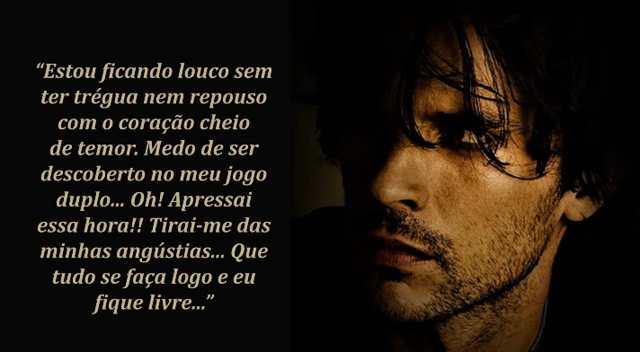 “Estou ficando louco sem
ter trégua nem repouso
com o coração cheio
de temor. Medo de ser
descoberto no meu jogo
duplo... Oh! Apressai
essa hora!! Tirai-me das
minhas angústias... Que
tudo se faça logo e eu
fique livre...”